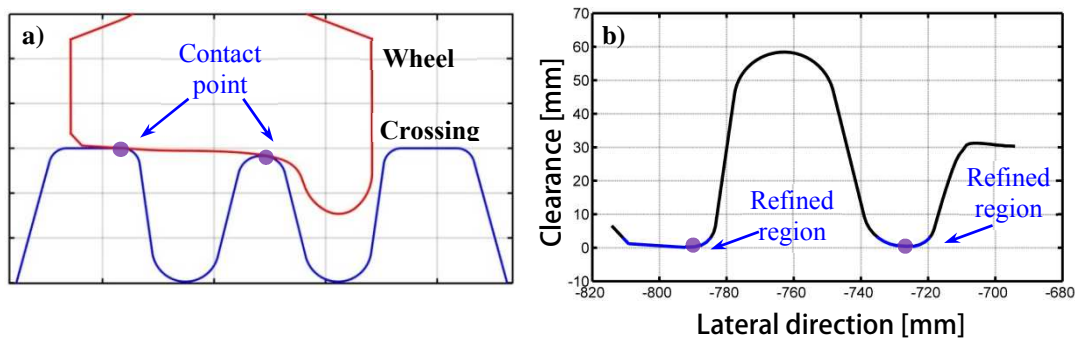 a)
Contact
point
Wheel
Crossing
b)
Clearance [mm]
70
60
50
40
30
20
10
0
-10
Refined
region
Refined
region
-820
-800
-780
-760
-740
-720
-700
-680
Lateral direction [mm]